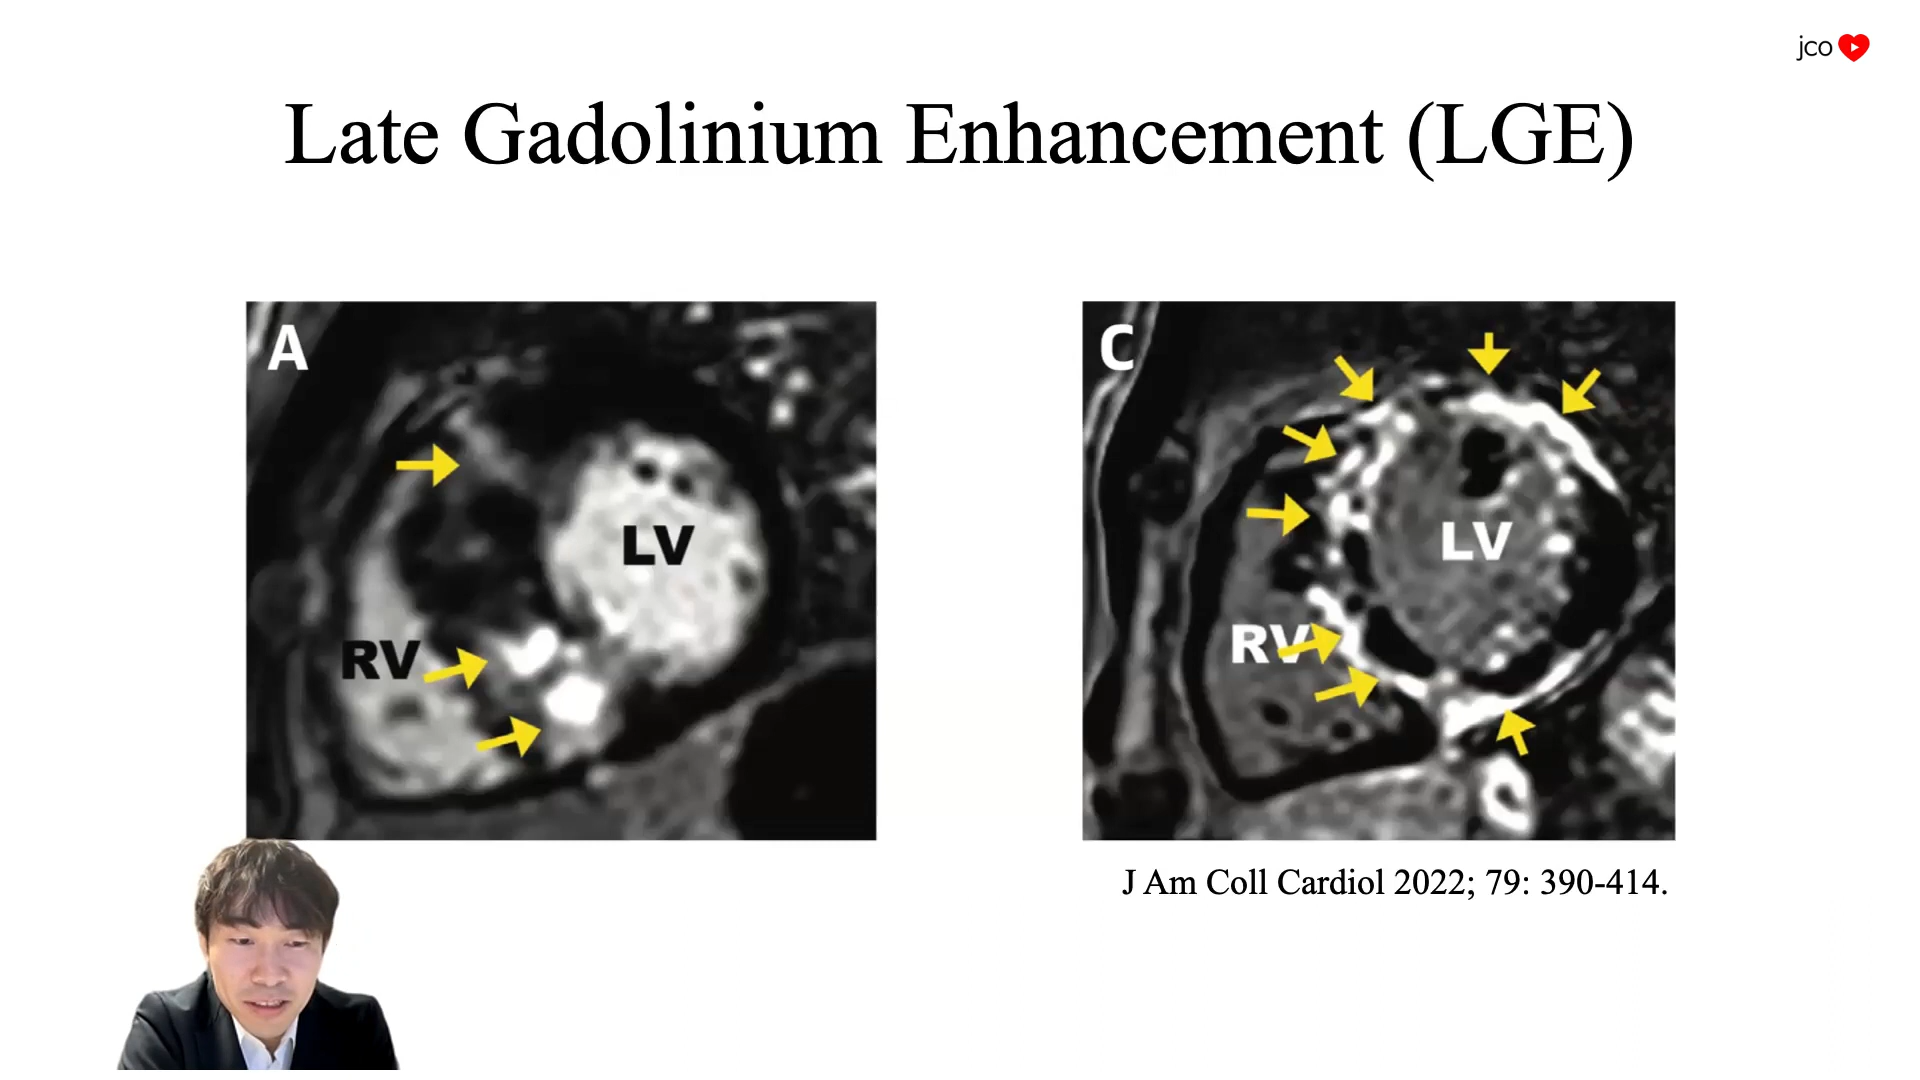 jco
Late Gadolinium Enhancement (LGE)
A
LV
RV
C
LV
RV
J Am Coll Cardiol 2022; 79: 390-414.